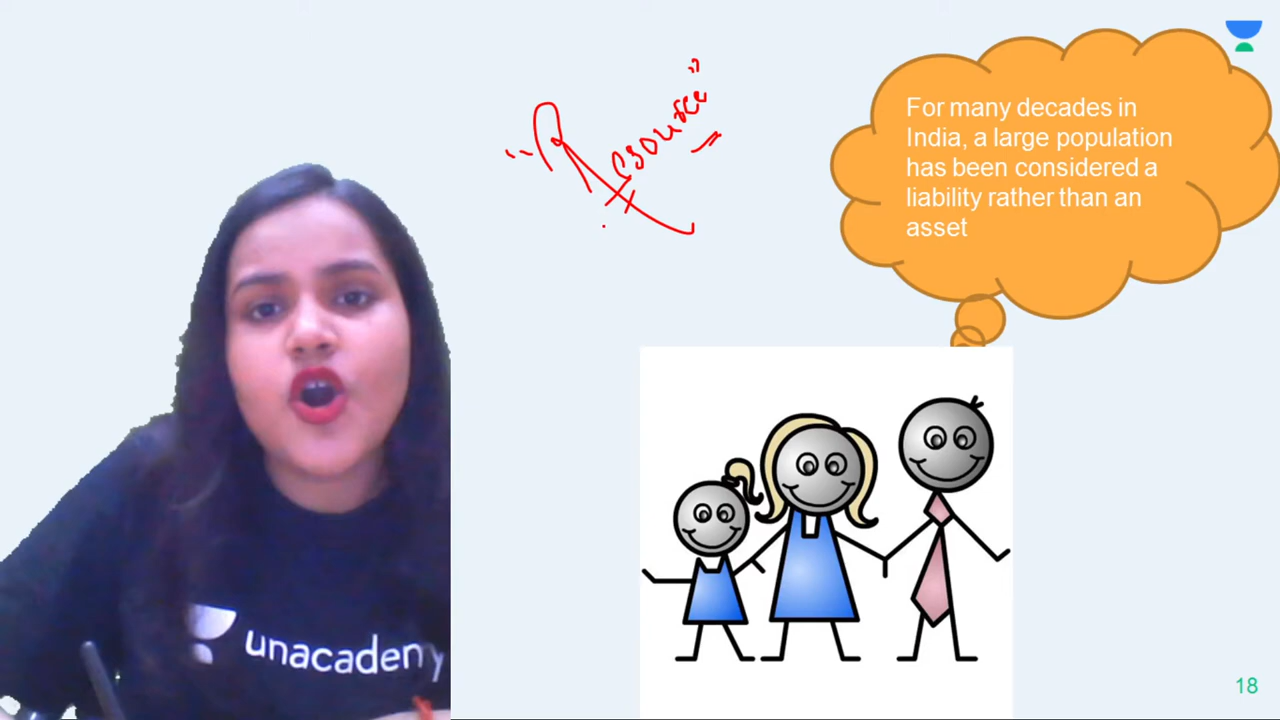 "Resource"
For many decades in
India, a large population
has been considered a
liability rather than an
asset
unacademy
18